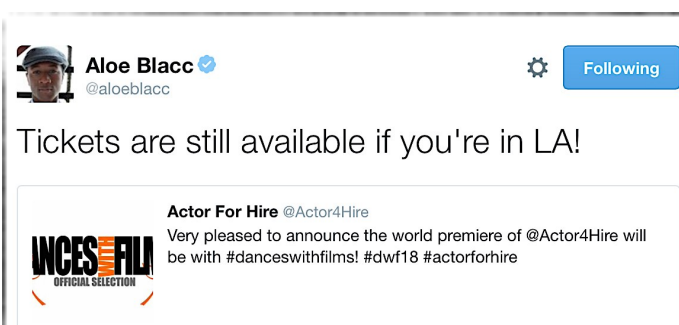 Aloe Blacc
@aloeblacc
Following
Tickets are still available if you're in LA!
Actor For Hire @Actor4Hire
Very pleased to announce the world premiere of @Actor4Hire will
be with #danceswithfilms! #dwf18 #actorforhire
NCES WITH FIL
OFFICIAL SELECTION